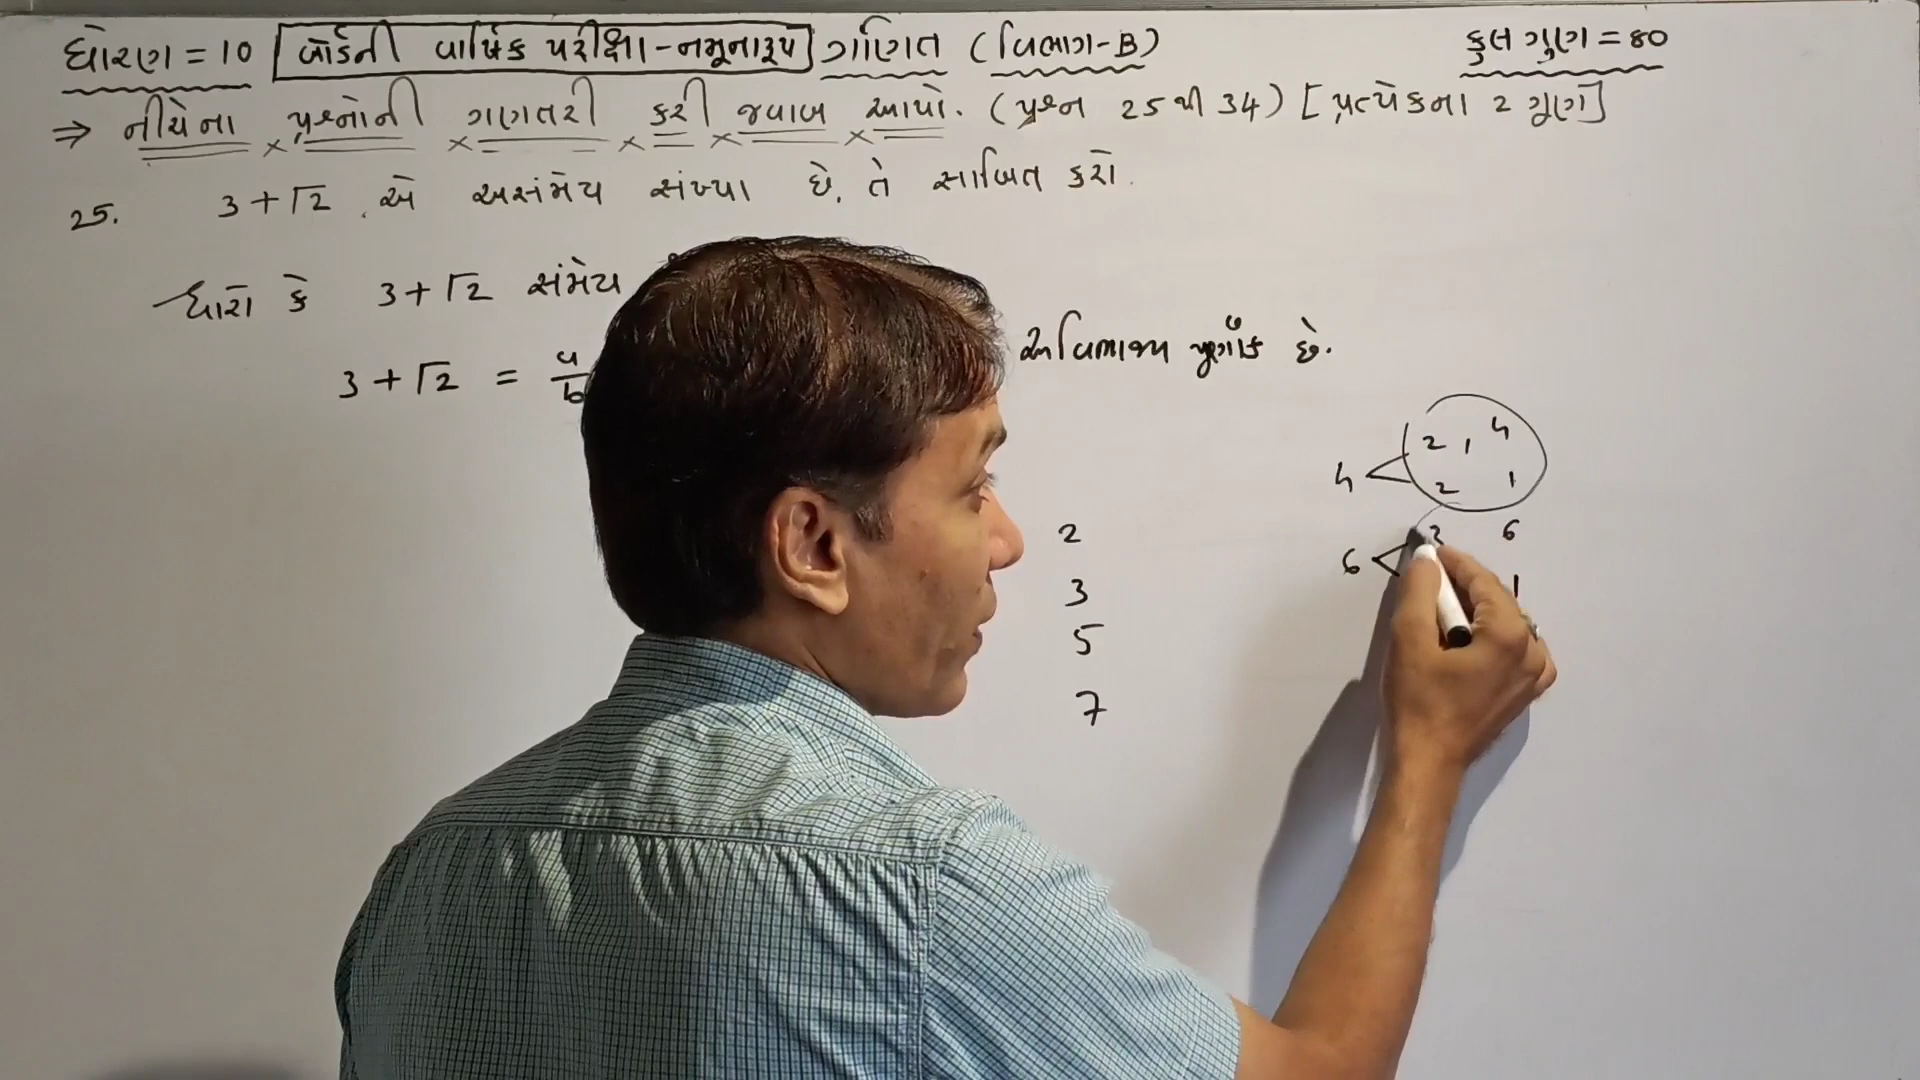 ધોરણ = 10 બોર્ડની વાર્ષિક પરીક્ષા - નમૂનારૂપ ગણિત (વિભાગ-B) કુલ ગુણ = 80
⇒ નીચેના પ્રશ્નોની ગણતરી કરી જવાબ આપો. (પ્રશ્ન 25 થી 34) [પ્રત્યેકના 2 ગુણ]
25. 3+√2 એ અસંમેય સંખ્યા છે. તે સાબિત કરો.
ધારો કે 3+√2 સંમેય
અવિભાજ્ય પૂર્ણાંક છે.
3+√2 = a/b
2, 4
4 < 2 1
2 6
6 < 1
2
3
5
7